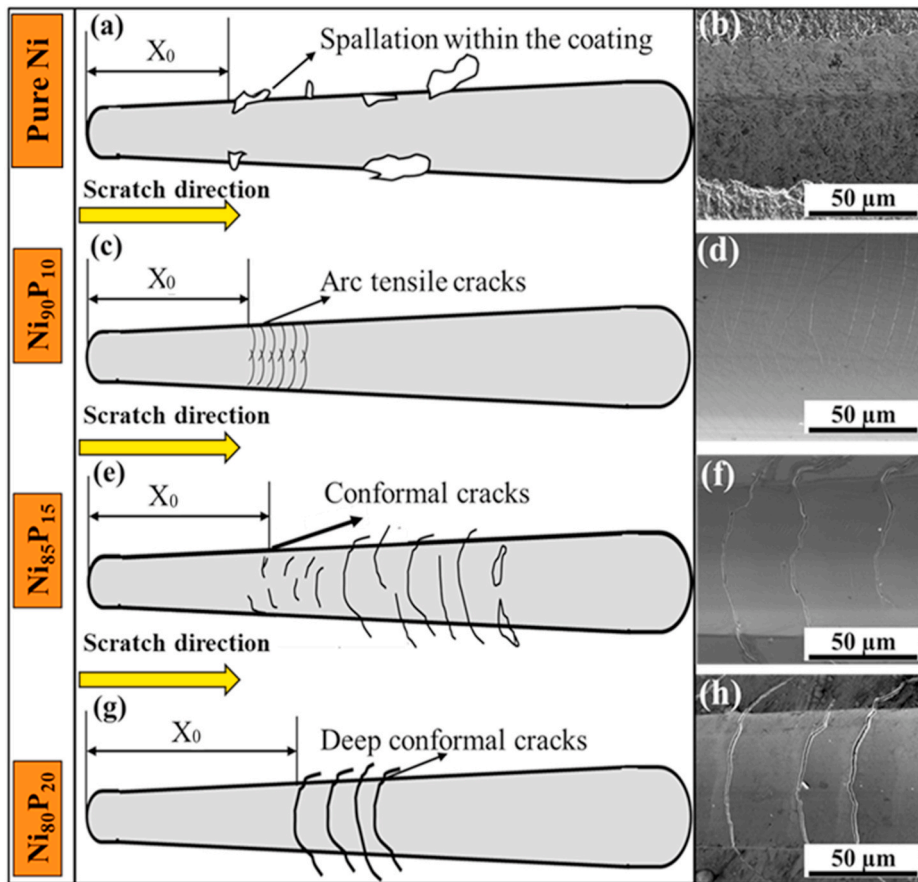 Pure Ni
(a)
X₀
Spallation within the coating
Scratch direction
(b)
50 µm
Ni₉₀P₁₀
(c)
X₀
Arc tensile cracks
Scratch direction
(d)
50 µm
Ni₈₅P₁₅
(e)
X₀
Conformal cracks
Scratch direction
(f)
50 µm
Ni₈₀P₂₀
(g)
X₀
Deep conformal cracks
(h)
50 µm